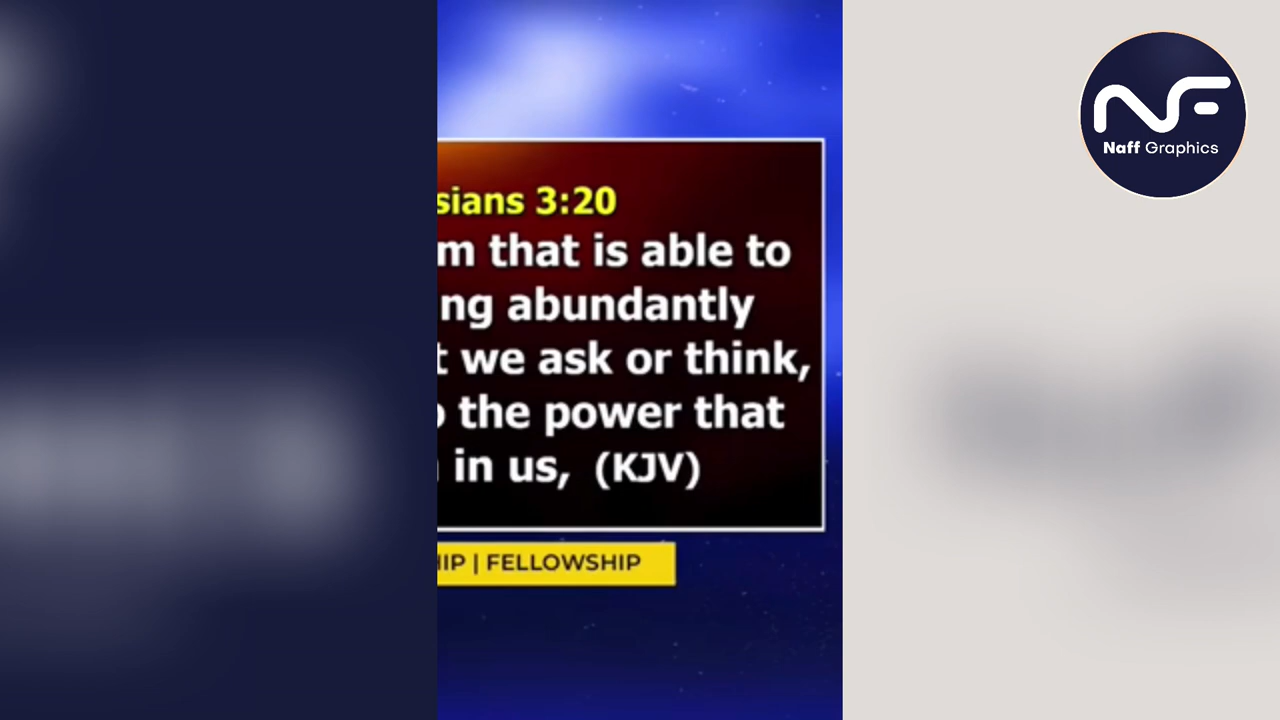 sians 3:20
m that is able to
ng abundantly
t we ask or think,
o the power that
in us, (KJV)
IP | FELLOWSHIP
NF
Naff Graphics